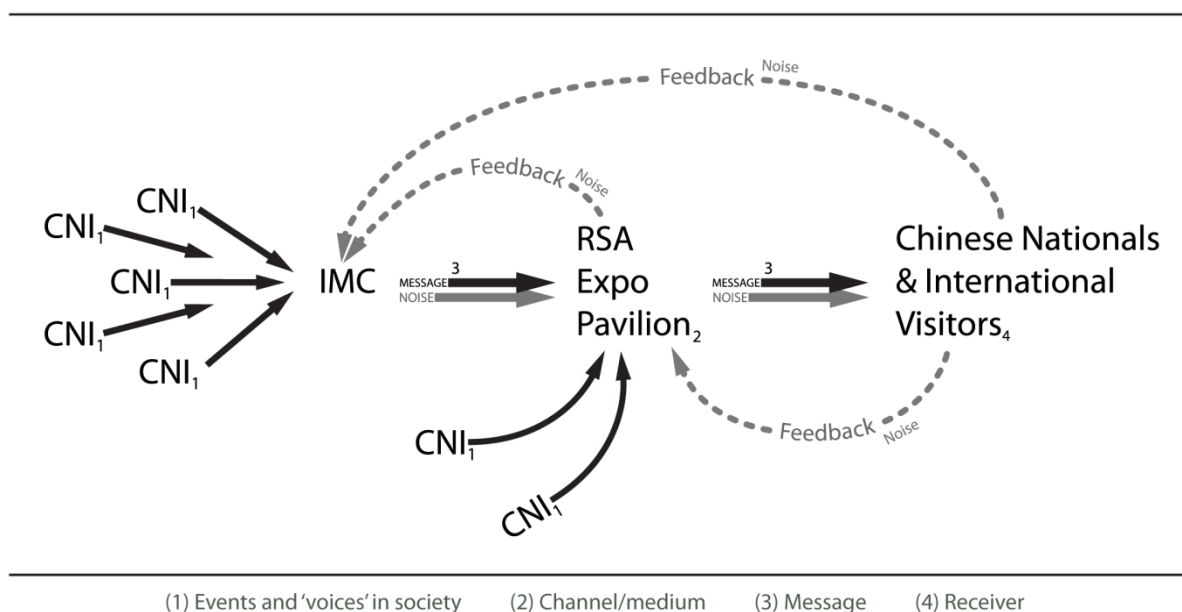 Noise
Feedback
Feedback Noise
CNI1
CNI1
CNI1
CNI1
CNI1
IMC
MESSAGE 3
NOISE
RSA
Expo
Pavilion2
MESSAGE 3
NOISE
Chinese Nationals
& International
Visitors4
Feedback Noise
CNI1
CNI1
(1) Events and 'voices' in society (2) Channel/medium (3) Message (4) Receiver